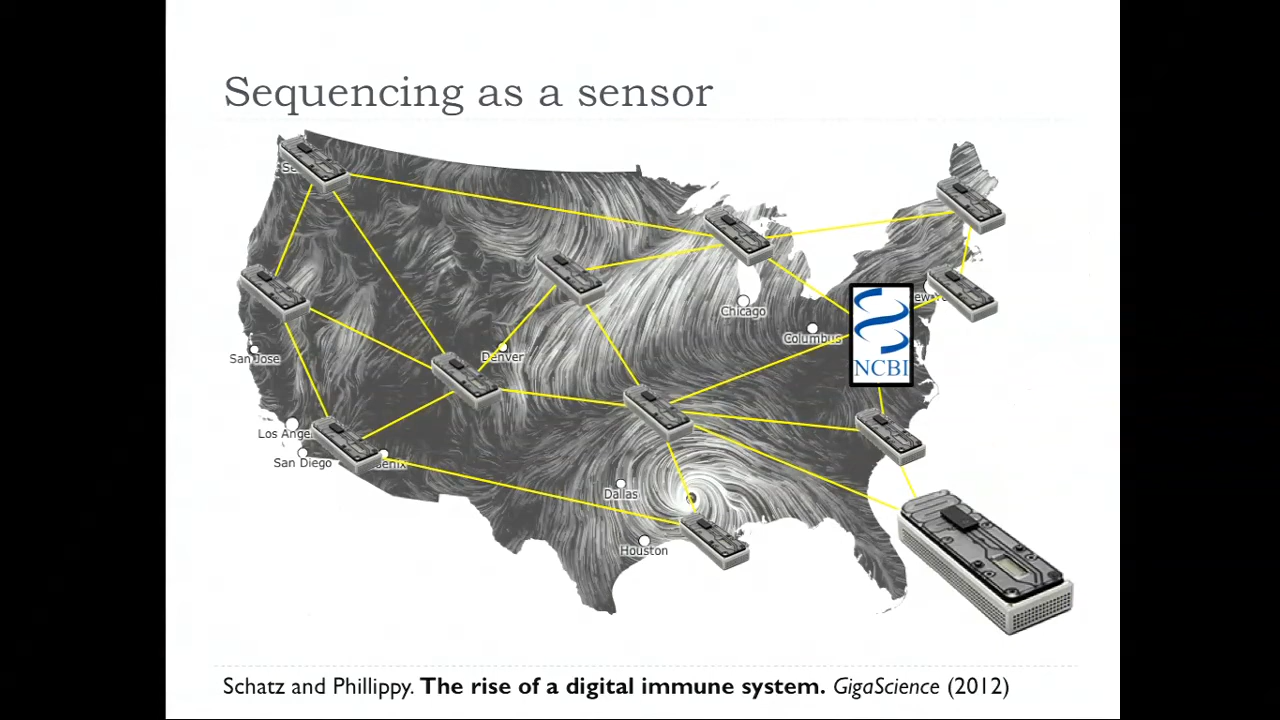 Sequencing as a sensor
Chicago
Columbus
NCBI
San Jose
Denver
Los Ange
San Diego
Dallas
Houston
Schatz and Phillippy. The rise of a digital immune system. GigaScience (2012)